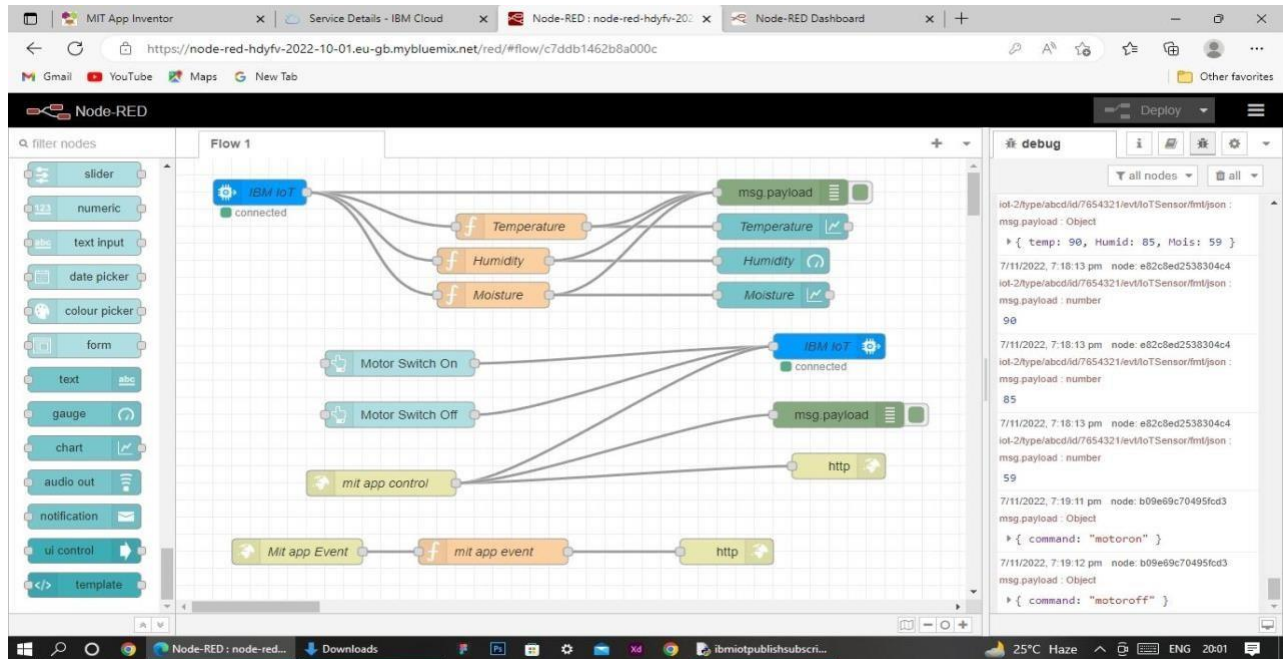 MIT App Inventor
Service Details - IBM Cloud
Node-RED : node-red-hdyfv-202
Node-RED Dashboard
https://node-red-hdyfv-2022-10-01.eu-gb.mybluemix.net/red/#flow/c7ddb1462b8a000c
Gmail YouTube Maps New Tab
Other favorites
Node-RED
Deploy
filter nodes
slider
123 numeric
abc text input
date picker
colour picker
form
text abc
gauge
chart
audio out
notification
ui control
</> template
Flow 1
IBM IoT
connected
f Temperature
f Humidity
f Moisture
msg.payload
Temperature
Humidity
Moisture
Motor Switch On
Motor Switch Off
mit app control
IBM IoT
connected
msg.payload
http
Mit app Event
f mit app event
http
debug
i
all nodes
all
iot-2/type/abcd/id/7654321/evt/IoTSensor/fmt/json :
msg.payload : Object
{ temp: 90, Humid: 85, Mois: 59 }
7/11/2022, 7:18:13 pm node: e82c8ed2538304c4
iot-2/type/abcd/id/7654321/evt/IoTSensor/fmt/json :
msg.payload : number
90
7/11/2022, 7:18:13 pm node: e82c8ed2538304c4
iot-2/type/abcd/id/7654321/evt/IoTSensor/fmt/json :
msg.payload : number
85
7/11/2022, 7:18:13 pm node: e82c8ed2538304c4
iot-2/type/abcd/id/7654321/evt/IoTSensor/fmt/json :
msg.payload : number
59
7/11/2022, 7:19:11 pm node: b09e69c70495fcd3
msg.payload : Object
{ command: "motoron" }
7/11/2022, 7:19:12 pm node: b09e69c70495fcd3
msg.payload : Object
{ command: "motoroff" }
Node-RED : node-red...
Downloads
Ps
Xd
ibmiotpublishsubscri...
25°C Haze
ENG
20:01